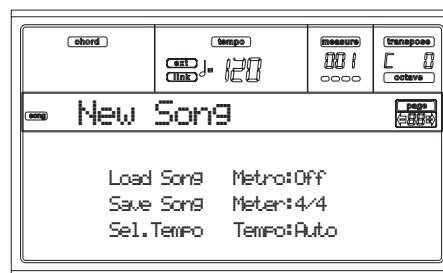 chord tempo measure transpose
ext
link ♩= 120 001 C 0
octave
song New Song page
Load Song Metro:Off
Save Song Meter:4/4
Sel.Tempo Tempo:Auto